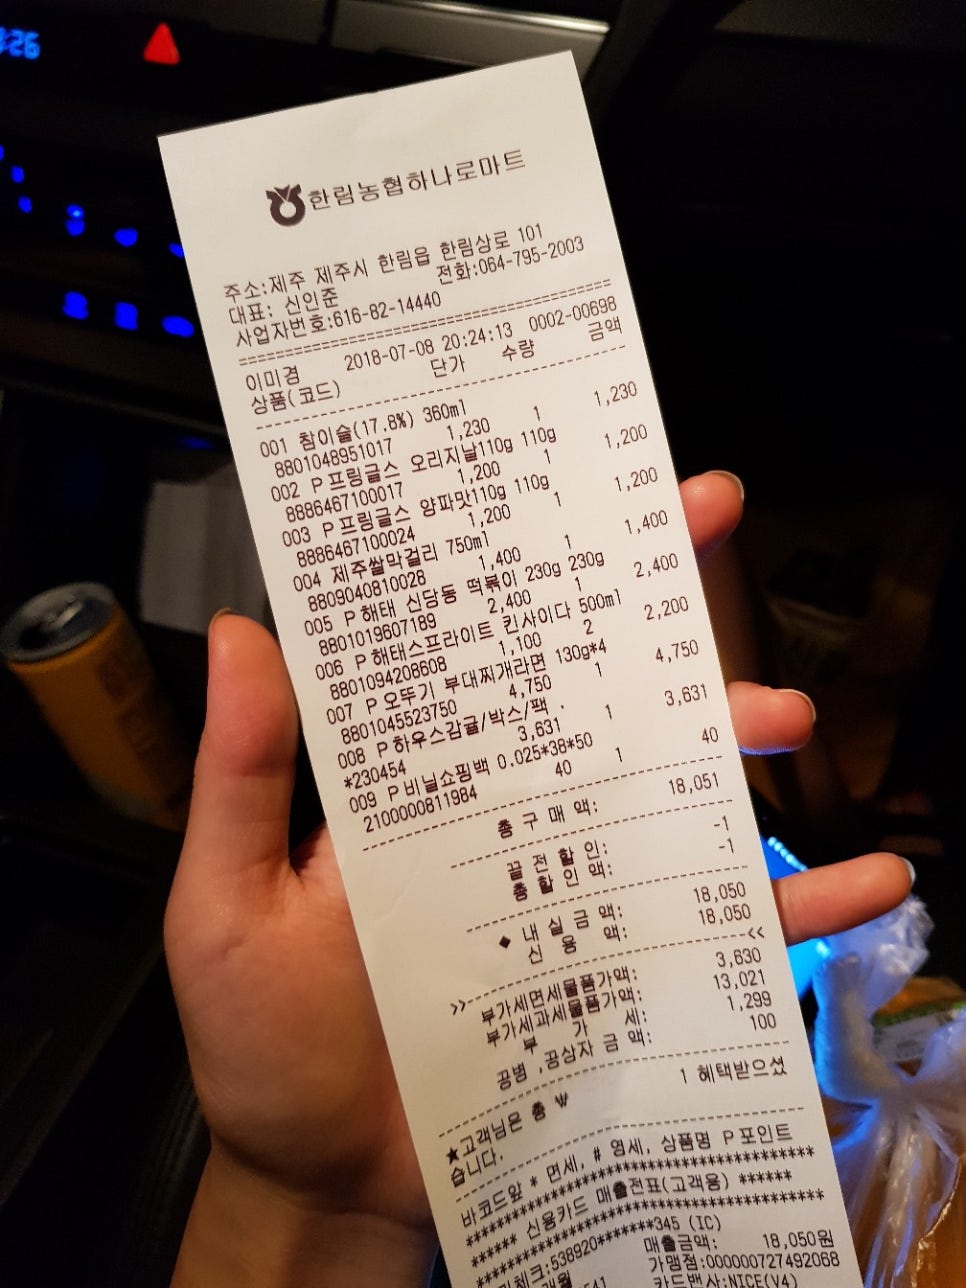 :26
한림농협하나로마트
주소:제주 제주시 한림읍 한림상로 101
대표: 신인준 전화:064-795-2003
사업자번호:616-82-14440
이미경 2018-07-08 20:24:13 0002-00698
상품(코드) 단가 수량 금액
001 참이슬(17.8%) 360ml
8801048951017 1,230 1 1,230
002 P프링글스 오리지날110g 110g
8886467100017 1,200 1 1,200
003 P프링글스 양파맛110g 110g
8886467100024 1,200 1 1,200
004 제주쌀막걸리 750ml
8809040810028 1,400 1 1,400
005 P해태 신당동 떡볶이 230g 230g
8801019607189 2,400 1 2,400
006 P해태스프라이트 킨사이다 500ml
8801094208608 1,100 2 2,200
007 P오뚜기 부대찌개라면 130g*4
8801045523750 4,750 1 4,750
008 P하우스감귤/박스/팩 .
*230454 3,631 1 3,631
009 P비닐쇼핑백 0.025*38*50
2100000811984 40 1 40
총 구 매 액: 18,051
끝 전 할 인: -1
총 할 인 액: -1
◆ 내 실 금 액: 18,050
신 용 액: 18,050
>>--------------------<<
부가세면세물품가액: 3,630
부가세과세물품가액: 13,021
부 가 세: 1,299
공병,공상자 금 액: 100
★고객님은 총 ₩ 1 혜택받으셨
습니다.
바코드앞 * 면세, # 영세, 상품명 P포인트
************************************
***** 신용카드 매출전표(고객용) ******
************************************
체크:538920******345 (IC)
매출금액: 18,050원
개월 가맹점:000000727492068
541 카드백사:NICE(V4)